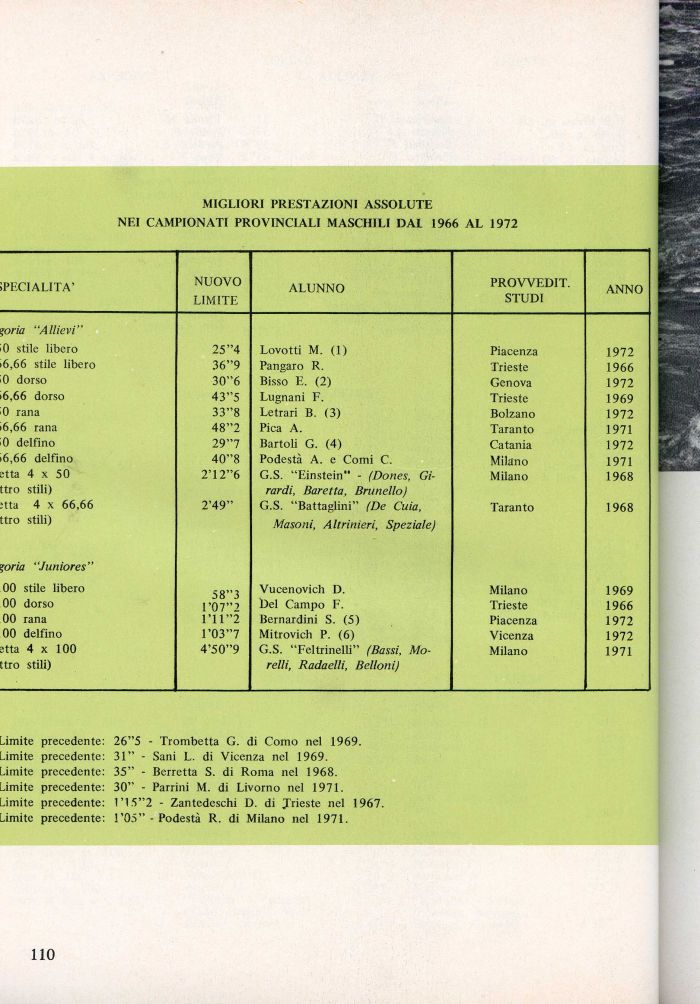 MIGLIORI PRESTAZIONI ASSOLUTE
NEI CAMPIONATI PROVINCIALI MASCHILI DAL 1966 AL 1972
SPECIALITA' NUOVO LIMITE ALUNNO PROVVEDIT. STUDI ANNO
goria "Allievi"
50 stile libero 25"4 Lovotti M. (1) Piacenza 1972
66,66 stile libero 36"9 Pangaro R. Trieste 1966
50 dorso 30"6 Bisso E. (2) Genova 1972
66,66 dorso 43"5 Lugnani F. Trieste 1969
50 rana 33"8 Letrari B. (3) Bolzano 1972
66,66 rana 48"2 Pica A. Taranto 1971
50 delfino 29"7 Bartoli G. (4) Catania 1972
66,66 delfino 40"8 Podestà A. e Comi C. Milano 1971
etta 4 x 50 2'12"6 G.S. "Einstein" - (Dones, Gi- Milano 1968
ttro stili) rardi, Baretta, Brunello)
etta 4 x 66,66 2'49" G.S. "Battaglini" (De Cuia, Taranto 1968
ttro stili) Masoni, Altrinieri, Speziale)
goria "Juniores"
00 stile libero 58"3 Vucenovich D. Milano 1969
00 dorso 1'07"2 Del Campo F. Trieste 1966
00 rana 1'11"2 Bernardini S. (5) Piacenza 1972
00 delfino 1'03"7 Mitrovich P. (6) Vicenza 1972
etta 4 x 100 4'50"9 G.S. "Feltrinelli" (Bassi, Mo- Milano 1971
ttro stili) relli, Radaelli, Belloni)
Limite precedente: 26"5 - Trombetta G. di Como nel 1969.
Limite precedente: 31" - Sani L. di Vicenza nel 1969.
Limite precedente: 35" - Berretta S. di Roma nel 1968.
Limite precedente: 30" - Parrini M. di Livorno nel 1971.
Limite precedente: 1'15"2 - Zantedeschi D. di Trieste nel 1967.
Limite precedente: 1'05" - Podestà R. di Milano nel 1971.
110